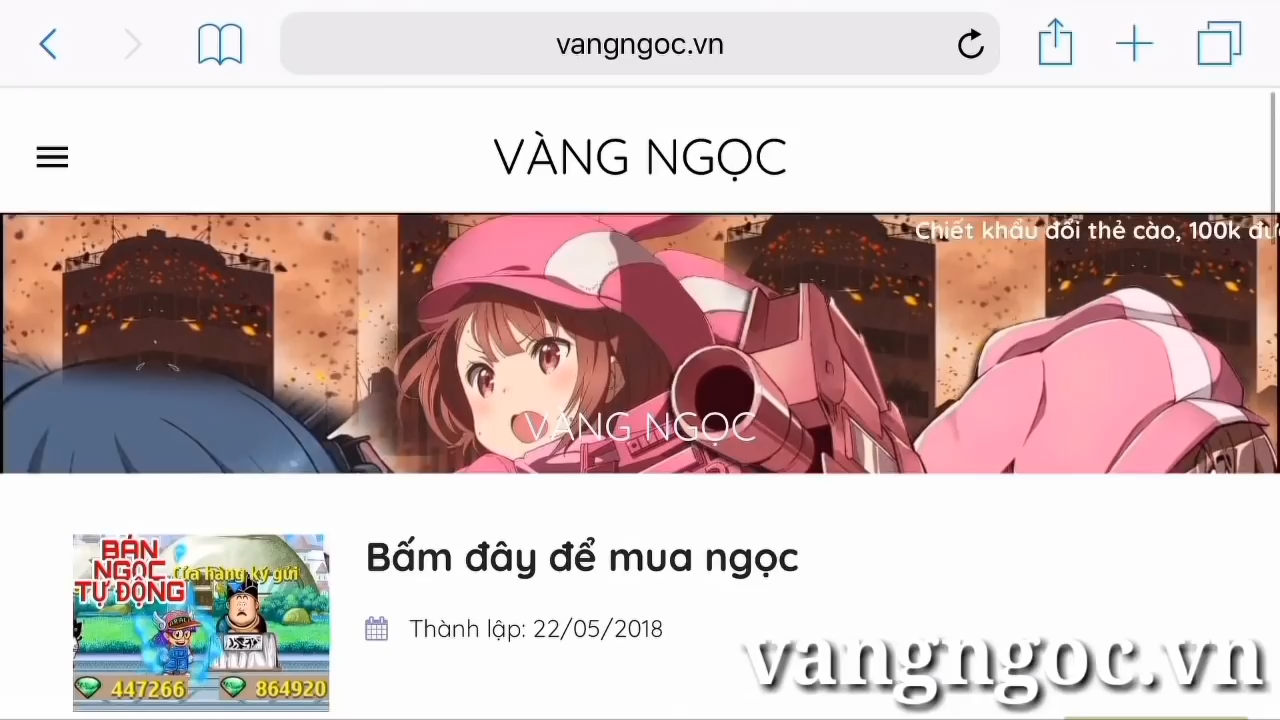 vangngoc.vn
VÀNG NGỌC
Chiết khấu đổi thẻ cào, 100k
VÀNG NGỌC
BÁN
NGỌC
TỰ ĐỘNG
Cửa hàng ký gửi
447266
864920
Bấm đây để mua ngọc
Thành lập: 22/05/2018
vangngoc.vn